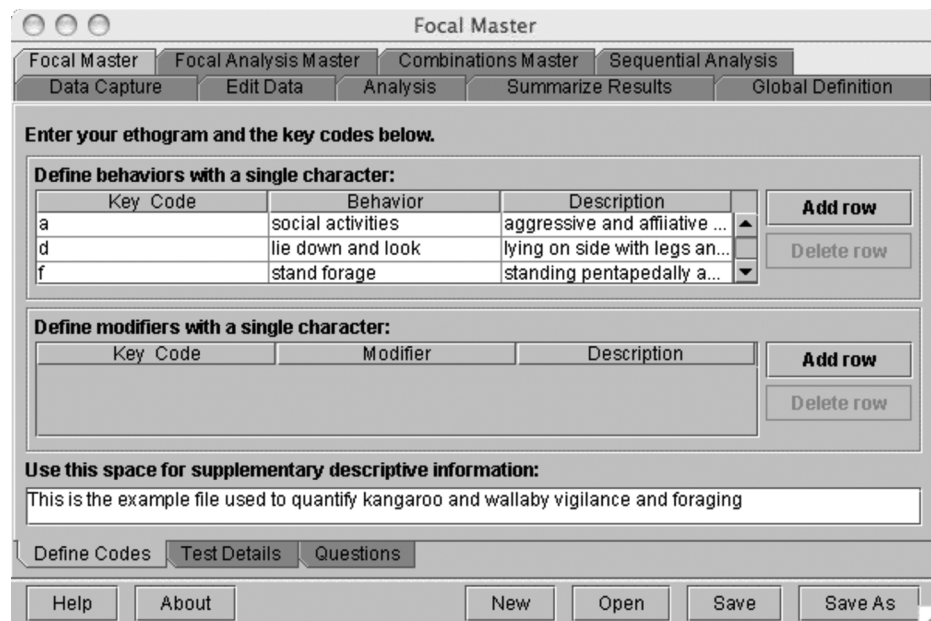 Focal Master
Focal Master Focal Analysis Master Combinations Master Sequential Analysis
Data Capture Edit Data Analysis Summarize Results Global Definition
Enter your ethogram and the key codes below.
Define behaviors with a single character:
Key Code Behavior Description
a social activities aggressive and affiiative ...
d lie down and look lying on side with legs an...
f stand forage standing pentapedally a...
Add row
Delete row
Define modifiers with a single character:
Key Code Modifier Description
Add row
Delete row
Use this space for supplementary descriptive information:
This is the example file used to quantify kangaroo and wallaby vigilance and foraging
Define Codes Test Details Questions
Help About New Open Save Save As